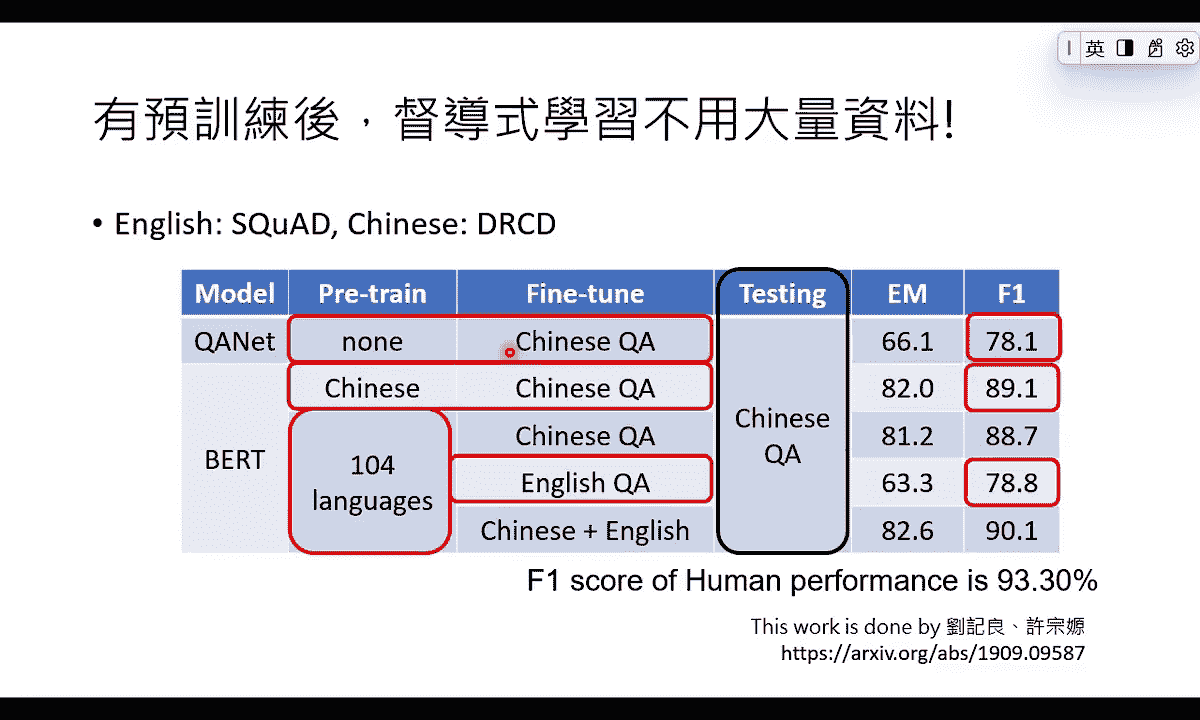 英
有預訓練後，督導式學習不用大量資料!
• English: SQuAD, Chinese: DRCD
Model Pre-train Fine-tune Testing EM F1
QANet none Chinese QA 66.1 78.1
Chinese Chinese QA 82.0 89.1
Chinese QA 81.2 88.7
BERT 104 languages English QA Chinese QA 63.3 78.8
Chinese + English 82.6 90.1
F1 score of Human performance is 93.30%
This work is done by 劉記良、許宗嫄
https://arxiv.org/abs/1909.09587